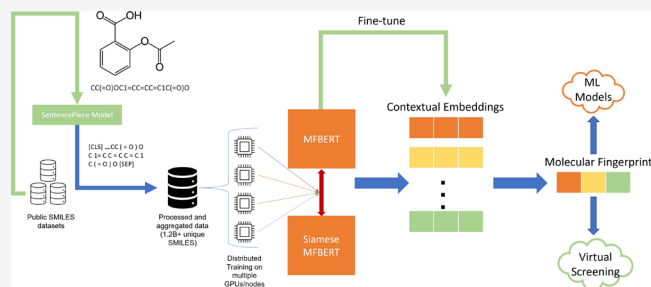 OH
O
O
O
CC(=O)OC1=CC=CC=C1C(=O)O
SentencePiece Model
[CLS] _CC ( = O ) O
C 1= CC = CC = C 1
C ( = O ) O [SEP]
Public SMILES
datasets
Processed and
aggregated data
(1.2B+ unique
SMILES)
Distributed
Training on
multiple
GPUs/nodes
Fine-tune
MFBERT
Siamese
MFBERT
Contextual Embeddings
ML
Models
Molecular Fingerprint
Virtual
Screening